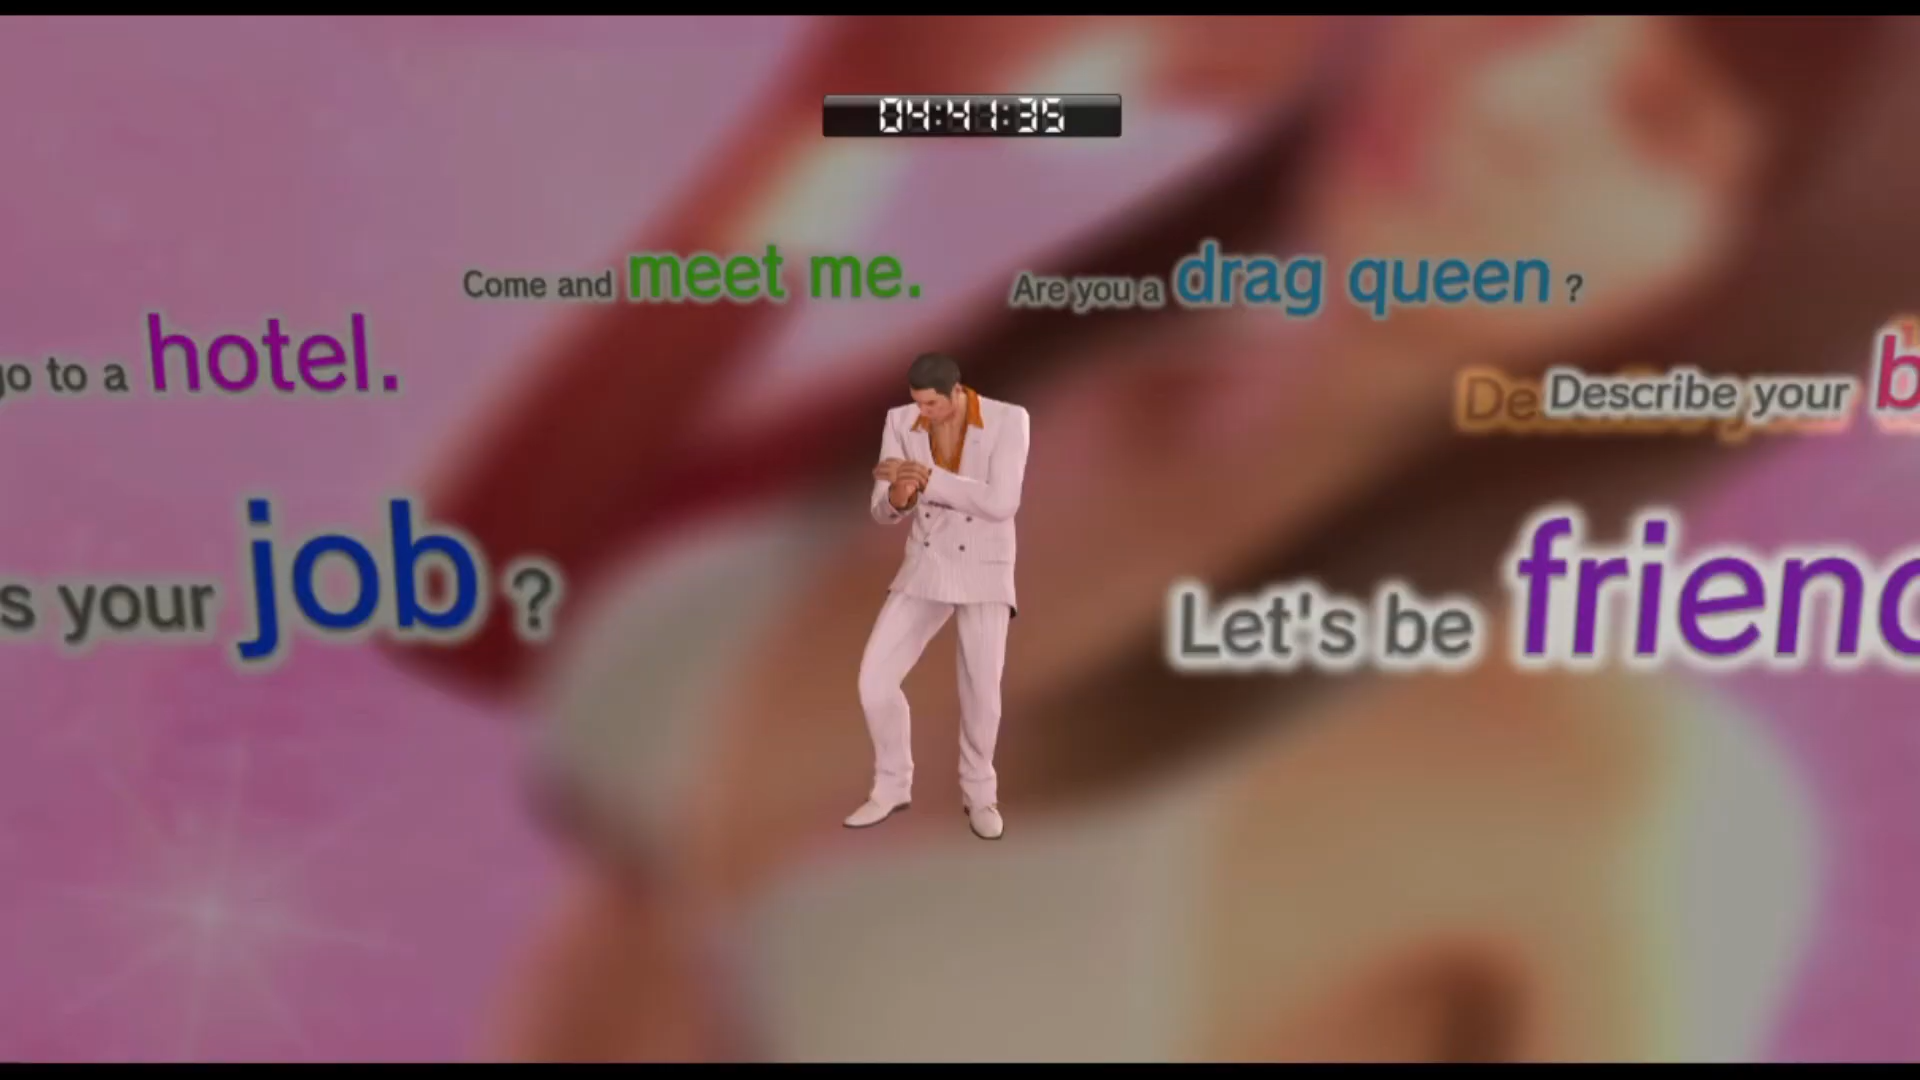 04:41:35
Come and meet me.
Are you a drag queen ?
go to a hotel.
Describe your
your job ?
Let's be